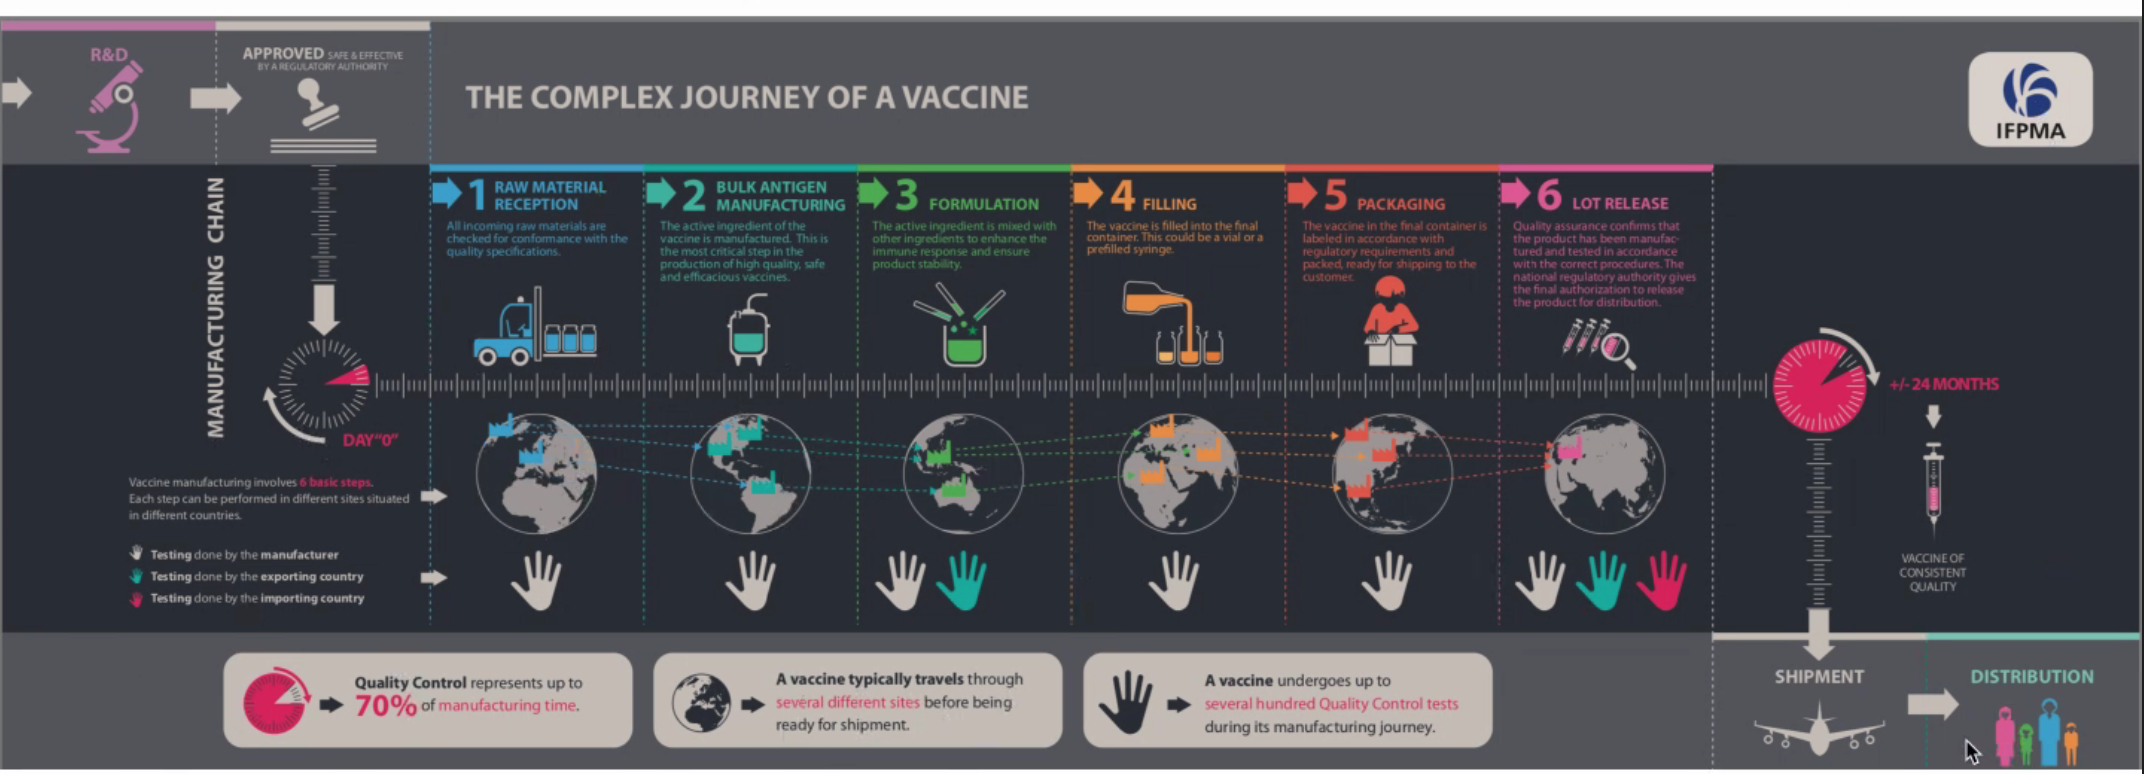 R&D
APPROVED SAFE & EFFECTIVE
BY A REGULATORY AUTHORITY
THE COMPLEX JOURNEY OF A VACCINE
IFPMA
MANUFACTURING CHAIN
1 RAW MATERIAL
RECEPTION
All incoming raw materials are
checked for conformance with the
quality specifications.
2 BULK ANTIGEN
MANUFACTURING
The active ingredient of the
vaccine is manufactured. This is
the most critical step in the
production of high quality, safe
and efficacious vaccines.
3 FORMULATION
The active ingredient is mixed with
other ingredients to enhance the
immune response and ensure
product stability.
4 FILLING
The vaccine is filled into the final
container. This could be a vial or a
prefilled syringe.
5 PACKAGING
The vaccine in the final container is
labeled in accordance with
regulatory requirements and
packed, ready for shipping to the
customer.
6 LOT RELEASE
Quality assurance confirms that
the product has been manufac-
tured and tested in accordance
with the correct procedures. The
national regulatory authority gives
the final authorization to release
the product for distribution.
DAY"0"
+/- 24 MONTHS
Vaccine manufacturing involves 6 basic steps.
Each step can be performed in different sites situated
in different countries.
Testing done by the manufacturer
Testing done by the exporting country
Testing done by the importing country
VACCINE OF
CONSISTENT
QUALITY
Quality Control represents up to
70% of manufacturing time.
A vaccine typically travels through
several different sites before being
ready for shipment.
A vaccine undergoes up to
several hundred Quality Control tests
during its manufacturing journey.
SHIPMENT
DISTRIBUTION